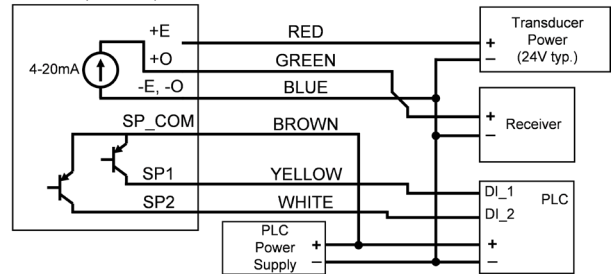 +E
RED
Transducer
Power
(24V typ.)
+
−
4-20mA
+O
GREEN
-E, -O
BLUE
+
Receiver
−
SP_COM
BROWN
SP1
YELLOW
DI_1
PLC
SP2
WHITE
DI_2
PLC
Power
Supply
+
−
+
−